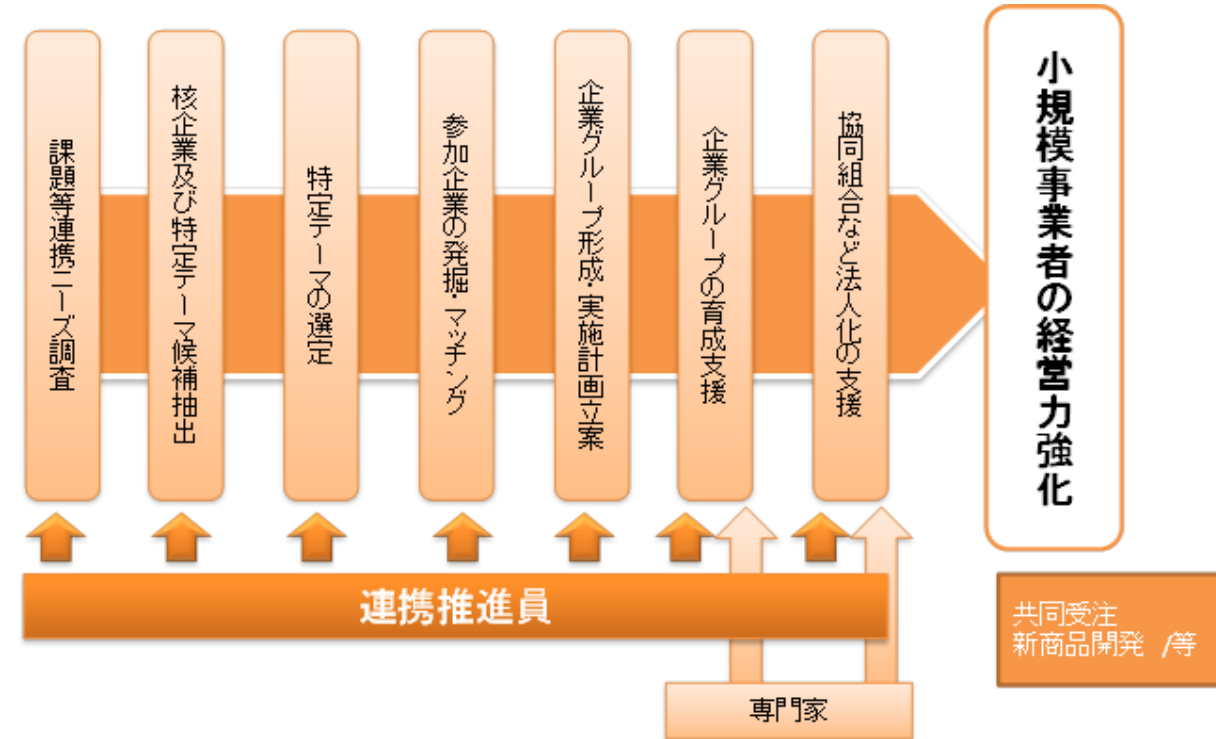 課題等連携ニーズ調査
核企業及び特定テーマ候補抽出
特定テーマの選定
参加企業の発掘・マッチング
企業グループ形成・実施計画立案
企業グループの育成支援
協同組合など法人化の支援
小規模事業者の経営力強化
連携推進員
共同受注
新商品開発 /等
専門家